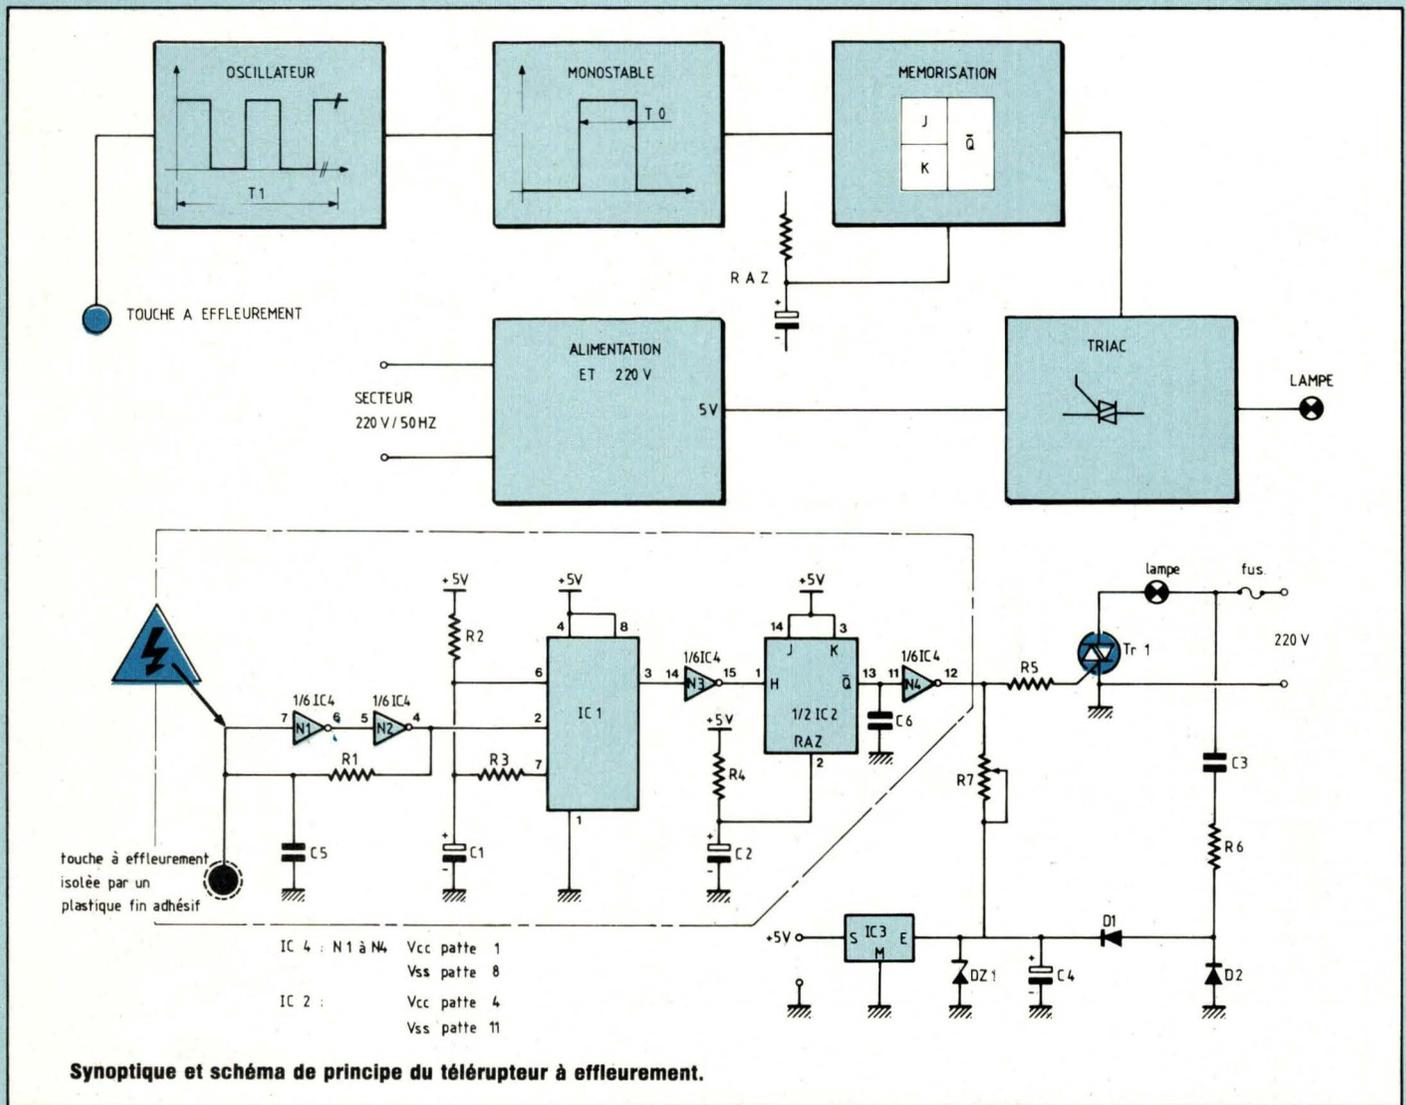 OSCILLATEUR
T1
MONOSTABLE
T0
MEMORISATION
J
K
Q̄
RAZ
+
-
TOUCHE A EFFLEUREMENT
SECTEUR
220 V / 50 HZ
ALIMENTATION
ET 220 V
5V
TRIAC
LAMPE
+5V
R2
+5V
4 8
6
2
7
3
1
IC 1
1/6 IC4
7 N1 6
1/6 IC4
5 N2 4
R1
R3
C5
+
-
C1
1/6 IC4
14 N3 15
+5V
R4
+
-
C2
+5V
14 3
J K
1 H
Q̄ 13
1/2 IC2
RAZ
2
1/6 IC4
11 N4 12
C6
R5
Tr 1
lampe
fus.
220 V
R7
C3
R6
D1
D2
+5V
S IC3 E
M
DZ1
+
-
C4
touche à effleurement
isolée par un
plastique fin adhésif
IC 4 : N1 à N4 Vcc patte 1
Vss patte 8
IC 2 : Vcc patte 4
Vss patte 11
Synoptique et schéma de principe du télérupteur à effleurement.